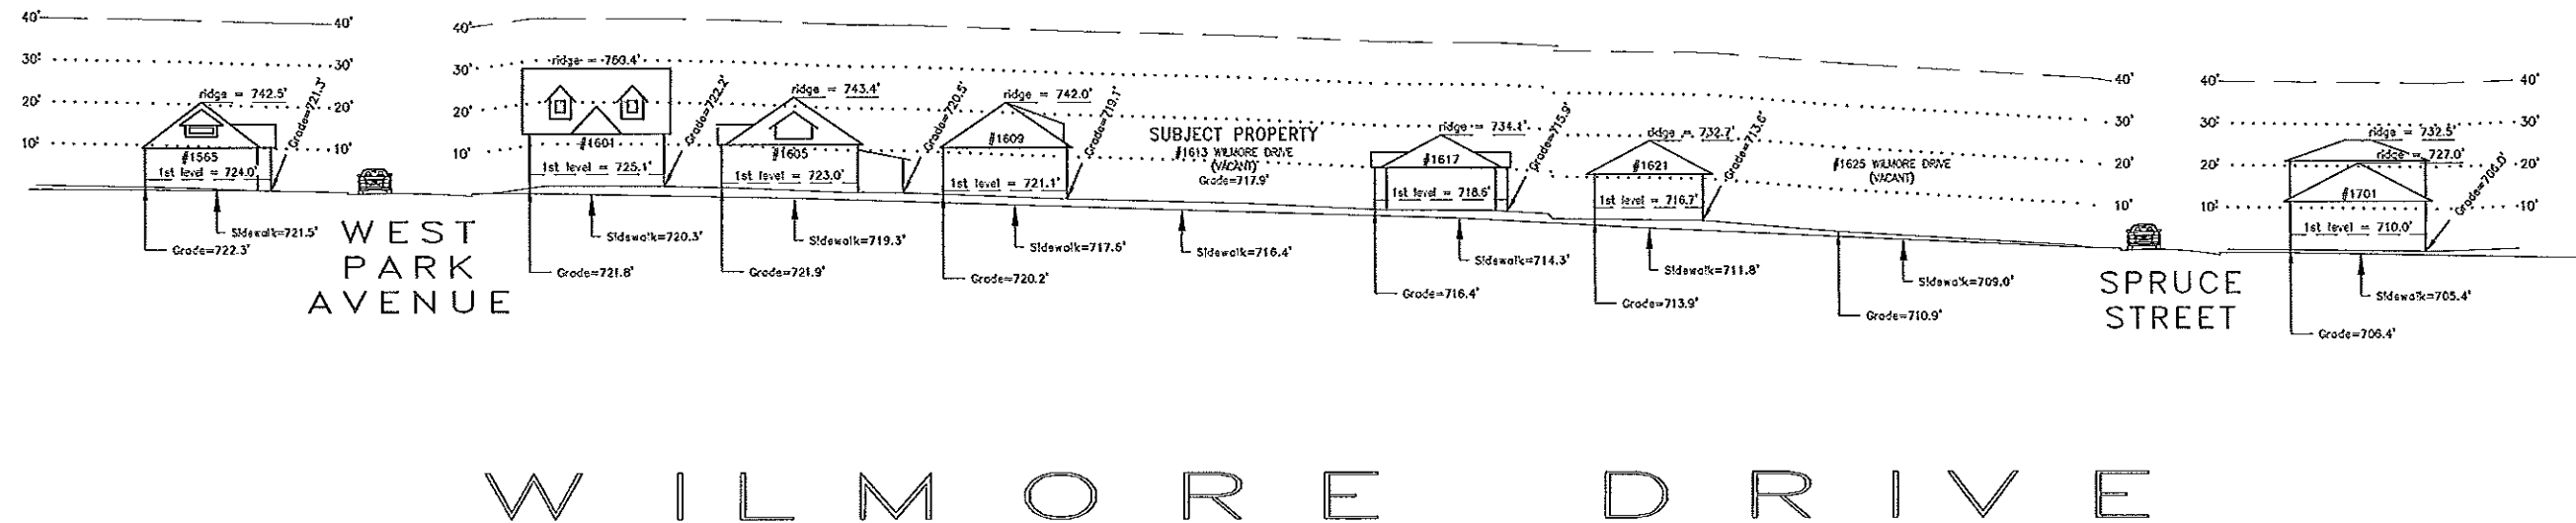 40' 40'
30' 30'
20' 20'
10' 10'
ridge = 742.5'
#1565
1st level = 724.0'
Grade=721.3'
Sidewalk=721.5'
Grade=722.3'
WEST
PARK
AVENUE
40'
30'
20'
10'
ridge = 750.4'
#1601
1st level = 725.1'
Grade=722.2'
Sidewalk=720.3'
Grade=721.8'
ridge = 743.4'
#1605
1st level = 723.0'
Grade=720.5'
Sidewalk=719.3'
Grade=721.9'
ridge = 742.0'
#1609
1st level = 721.1'
Grade=719.1'
Sidewalk=717.6'
Grade=720.2'
SUBJECT PROPERTY
#1613 WILMORE DRIVE
(VACANT)
Grade=717.9'
Sidewalk=716.4'
ridge = 734.1'
#1617
1st level = 718.6'
Grade=715.9'
Sidewalk=714.3'
Grade=716.4'
ridge = 732.7'
#1621
1st level = 716.7'
Grade=713.6'
Sidewalk=711.8'
Grade=713.9'
#1625 WILMORE DRIVE
(VACANT)
Sidewalk=709.0'
Grade=710.9'
40'
30'
20'
10'
SPRUCE
STREET
40' 40'
30' 30'
20' 20'
10' 10'
ridge = 732.5'
ridge = 727.0'
#1701
1st level = 710.0'
Grade=706.0'
Sidewalk=705.4'
Grade=706.4'
WILMORE DRIVE